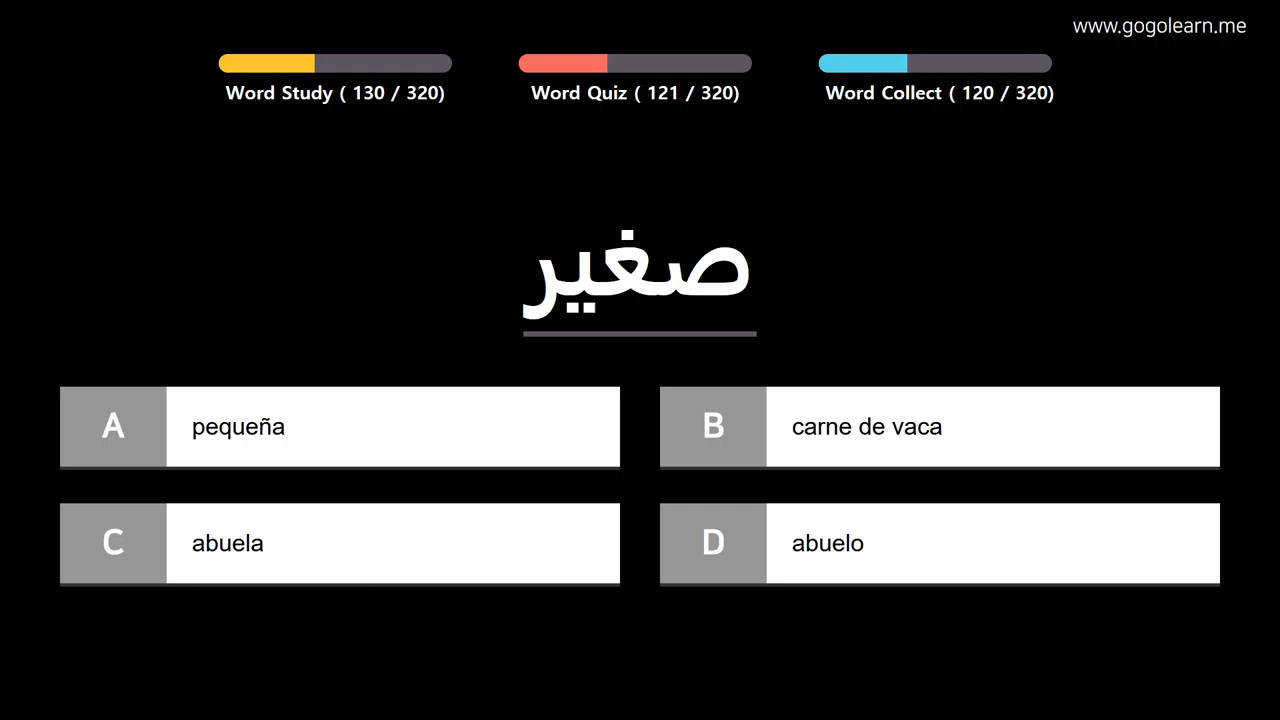 www.gogolearn.me
Word Study ( 130 / 320)
Word Quiz ( 121 / 320)
Word Collect ( 120 / 320)
صغير
A pequeña
B carne de vaca
C abuela
D abuelo